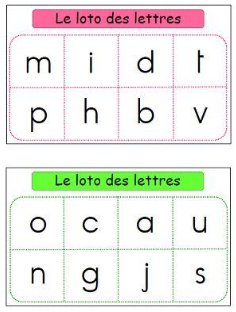 Le loto des lettres
m i d t
p h b v
Le loto des lettres
o c a u
n g j s